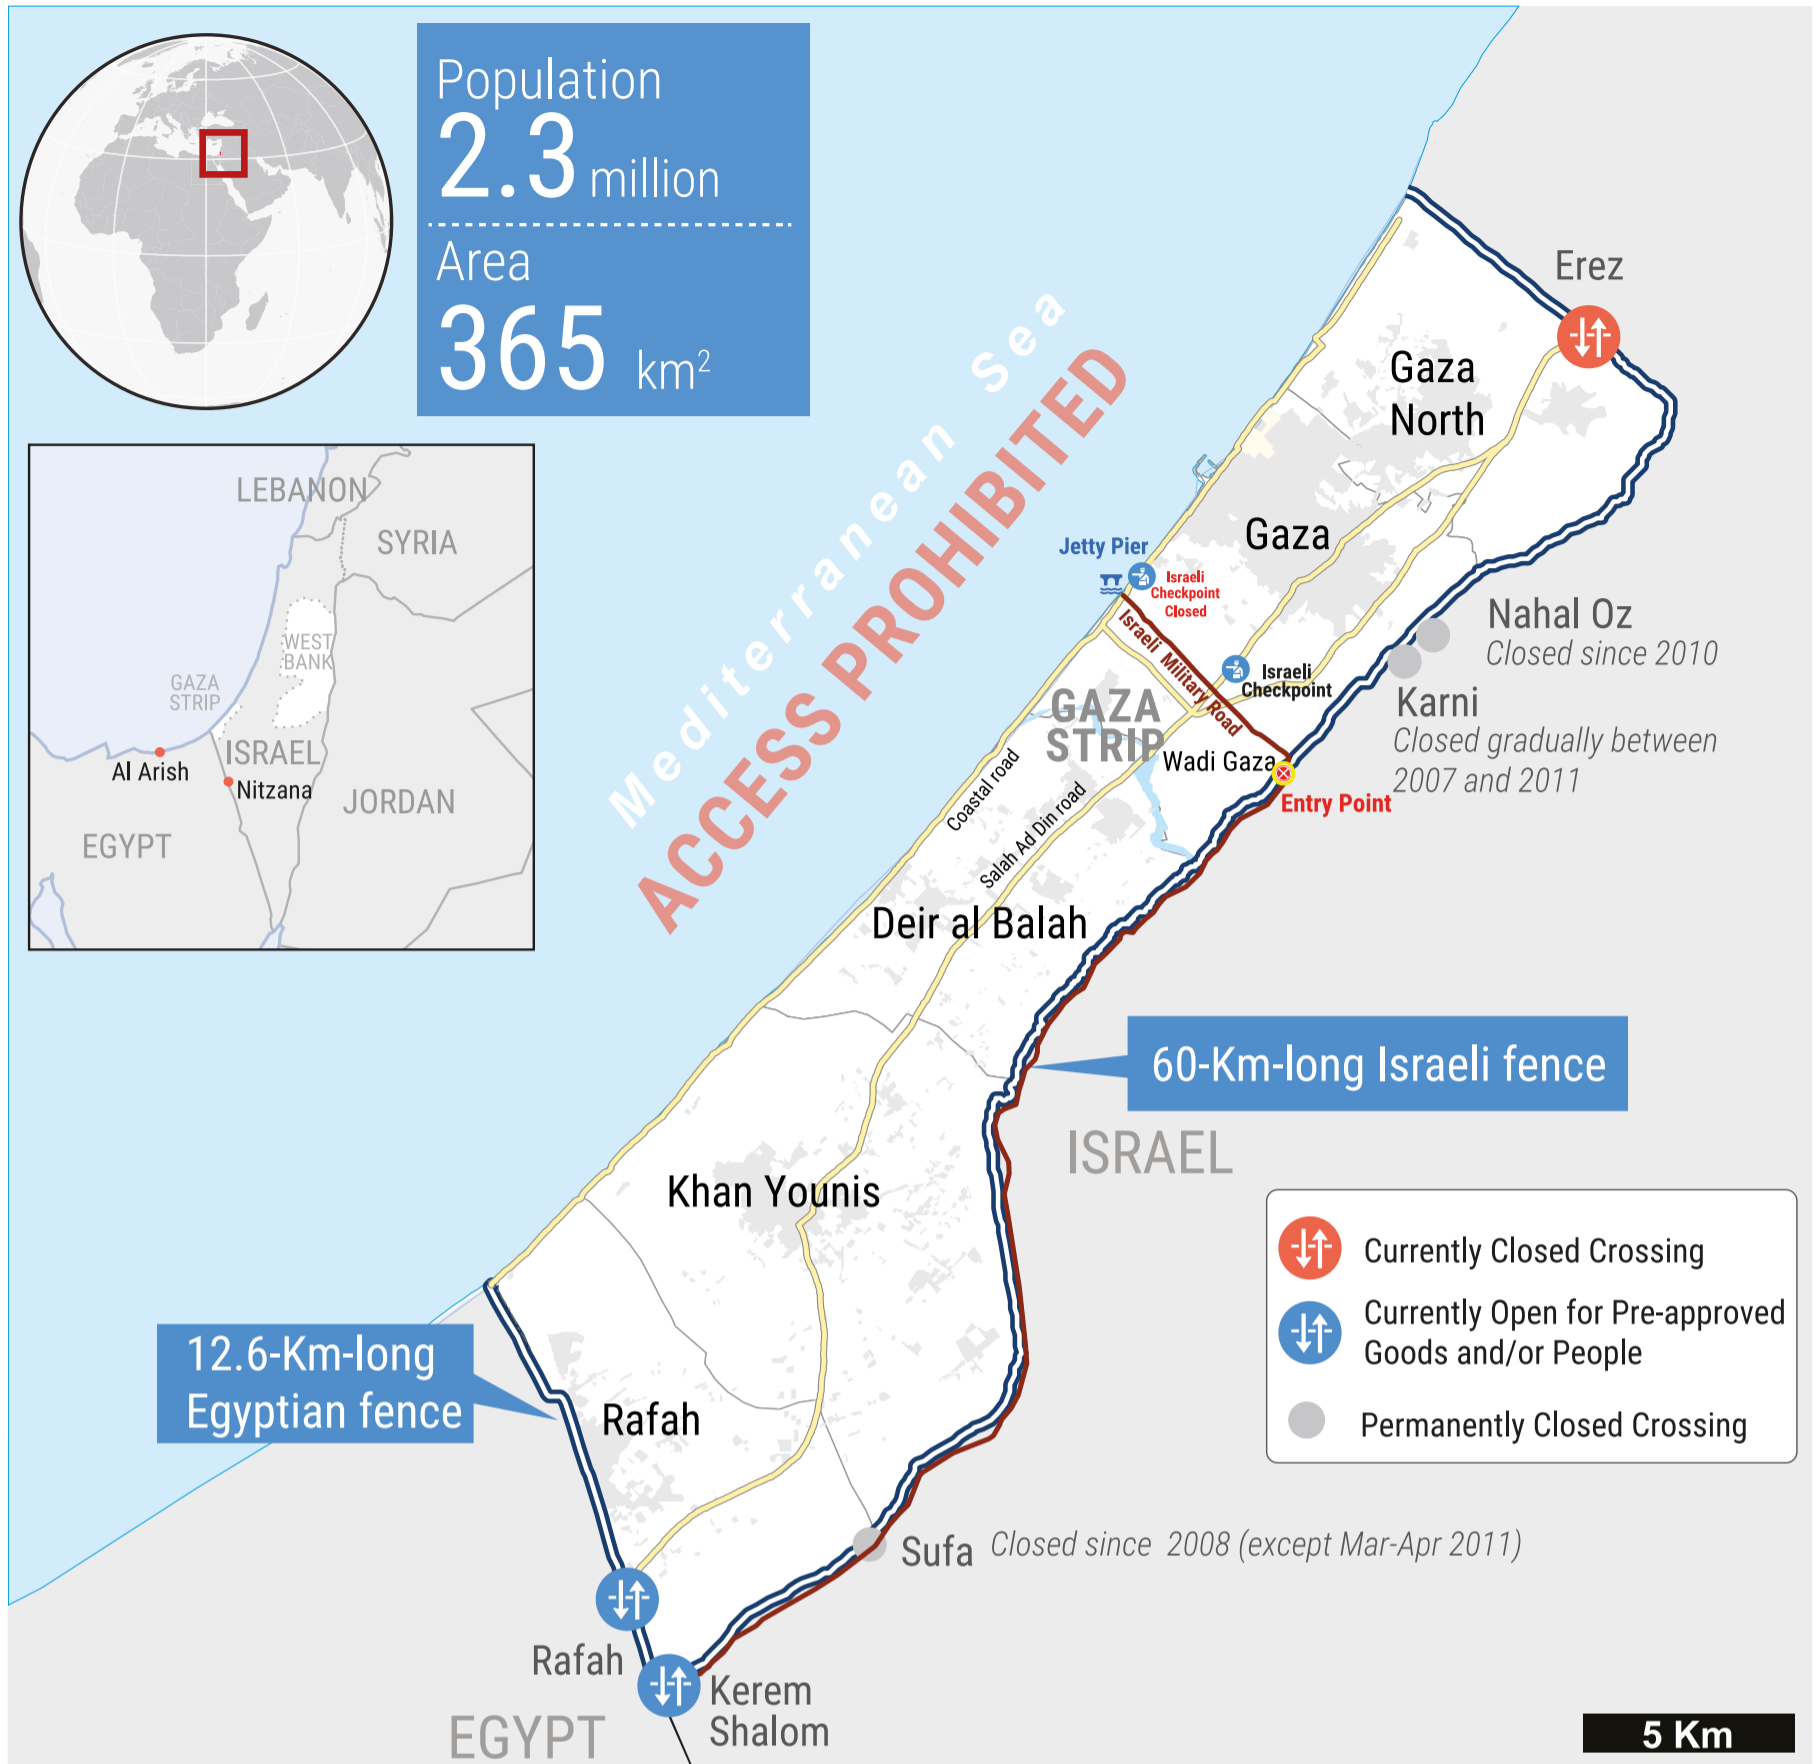 Population
2.3 million
Area
365 km²
LEBANON
SYRIA
WEST
BANK
GAZA
STRIP
ISRAEL
Al Arish
Nitzana
JORDAN
EGYPT
Mediterranean Sea
ACCESS PROHIBITED
Erez
Gaza
North
Gaza
Jetty Pier
Israeli
Checkpoint
Closed
Israeli Military Road
Israeli
Checkpoint
Nahal Oz
Closed since 2010
Karni
Closed gradually between
2007 and 2011
GAZA
STRIP
Wadi Gaza
Entry Point
Coastal road
Salah Ad Din road
Deir al Balah
60-Km-long Israeli fence
ISRAEL
Khan Younis
Currently Closed Crossing
Currently Open for Pre-approved
Goods and/or People
Permanently Closed Crossing
12.6-Km-long
Egyptian fence
Rafah
Sufa Closed since 2008 (except Mar-Apr 2011)
Rafah
Kerem
Shalom
EGYPT
5 Km